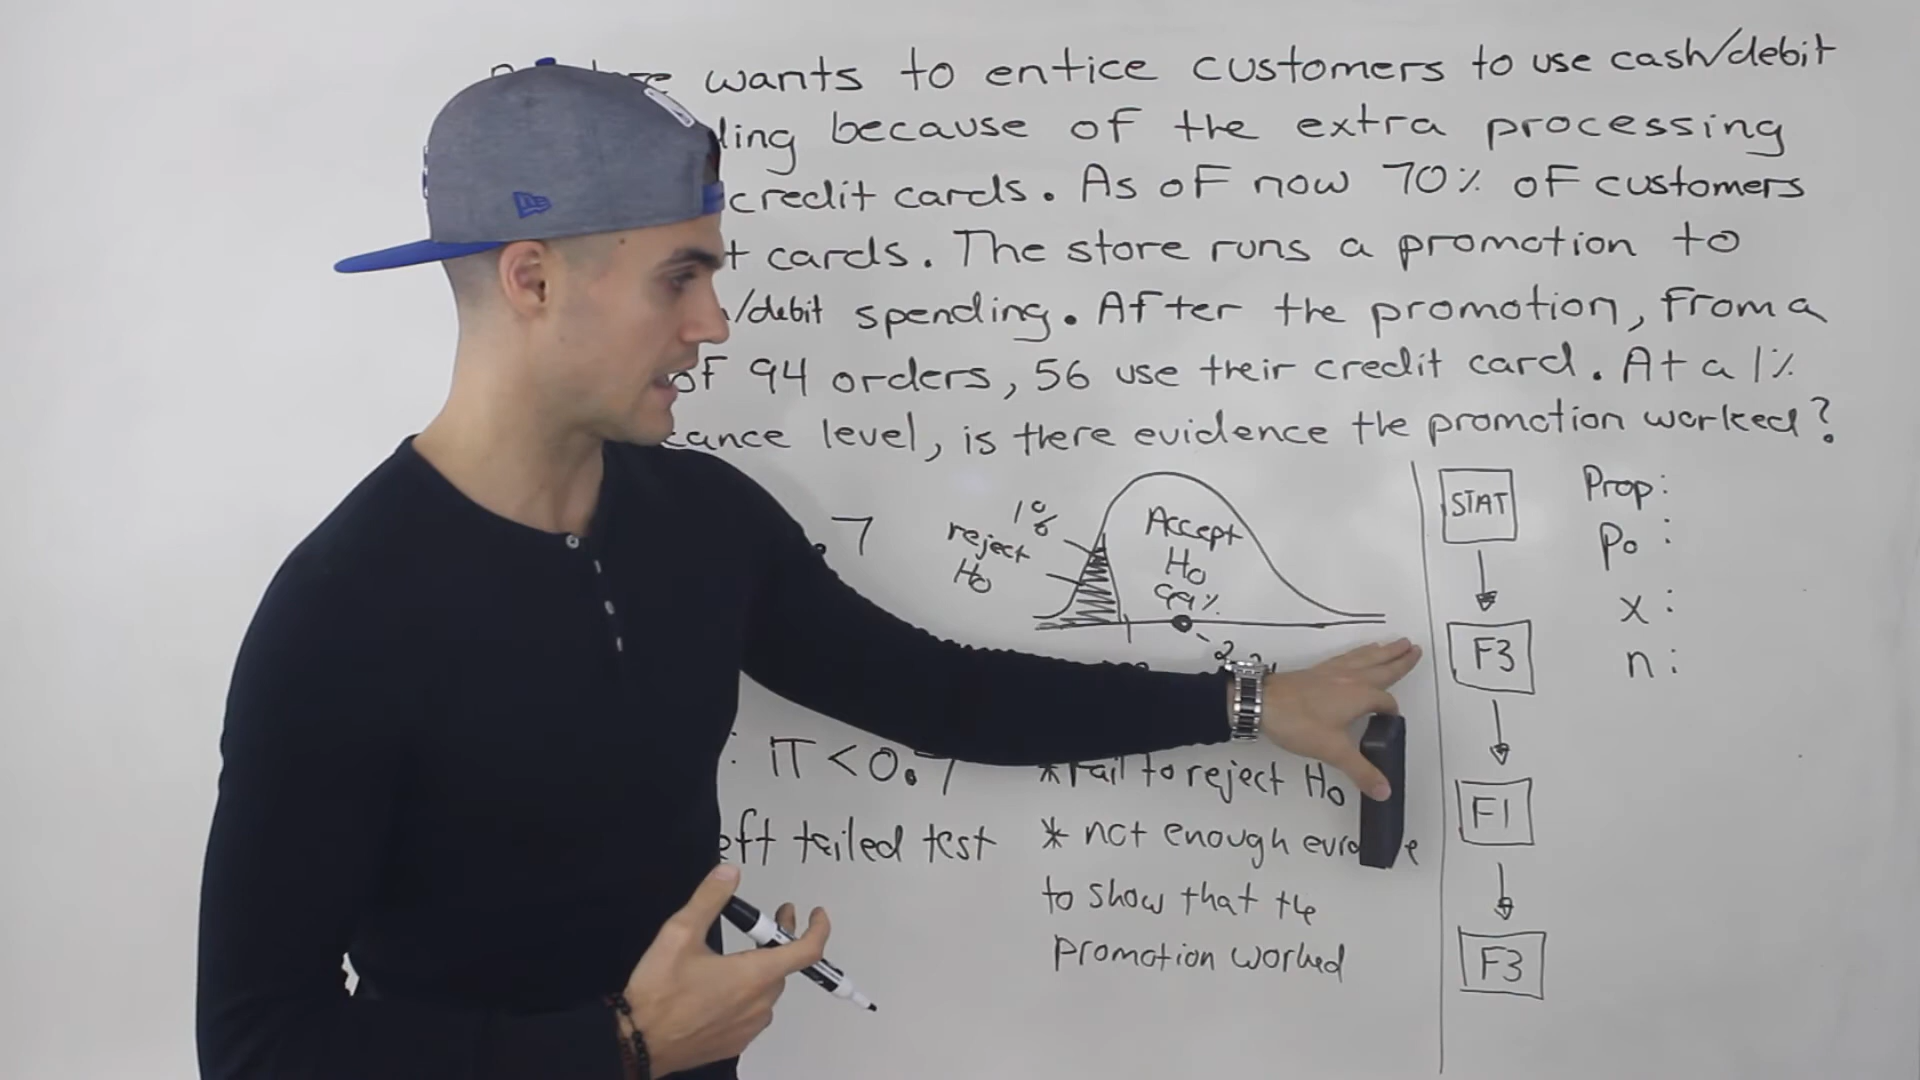 wants to entice customers to use cash/debit
because of the extra processing
credit cards. As of now 70% of customers
cards. The store runs a promotion to
/debit spending. After the promotion, from a
of 94 orders, 56 use their credit card. At a 1%
level, is there evidence the promotion worked?
.7
1%
reject
Ho
Accept
Ho
99%
: π < 0.7
tailed test
* fail to reject Ho
* not enough
to show that the
promotion worked
STAT
F3
F1
F3
Prop:
Po :
x :
n :